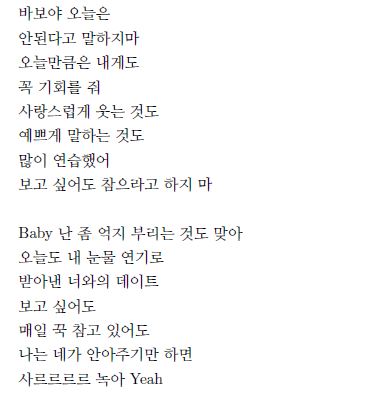 바보야 오늘은
안된다고 말하지마
오늘만큼은 내게도
꼭 기회를 줘
사랑스럽게 웃는 것도
예쁘게 말하는 것도
많이 연습했어
보고 싶어도 참으라고 하지 마
Baby 난 좀 억지 부리는 것도 맞아
오늘도 내 눈물 연기로
받아낸 너와의 데이트
보고 싶어도
매일 꾹 참고 있어도
나는 네가 안아주기만 하면
사르르르르 녹아 Yeah